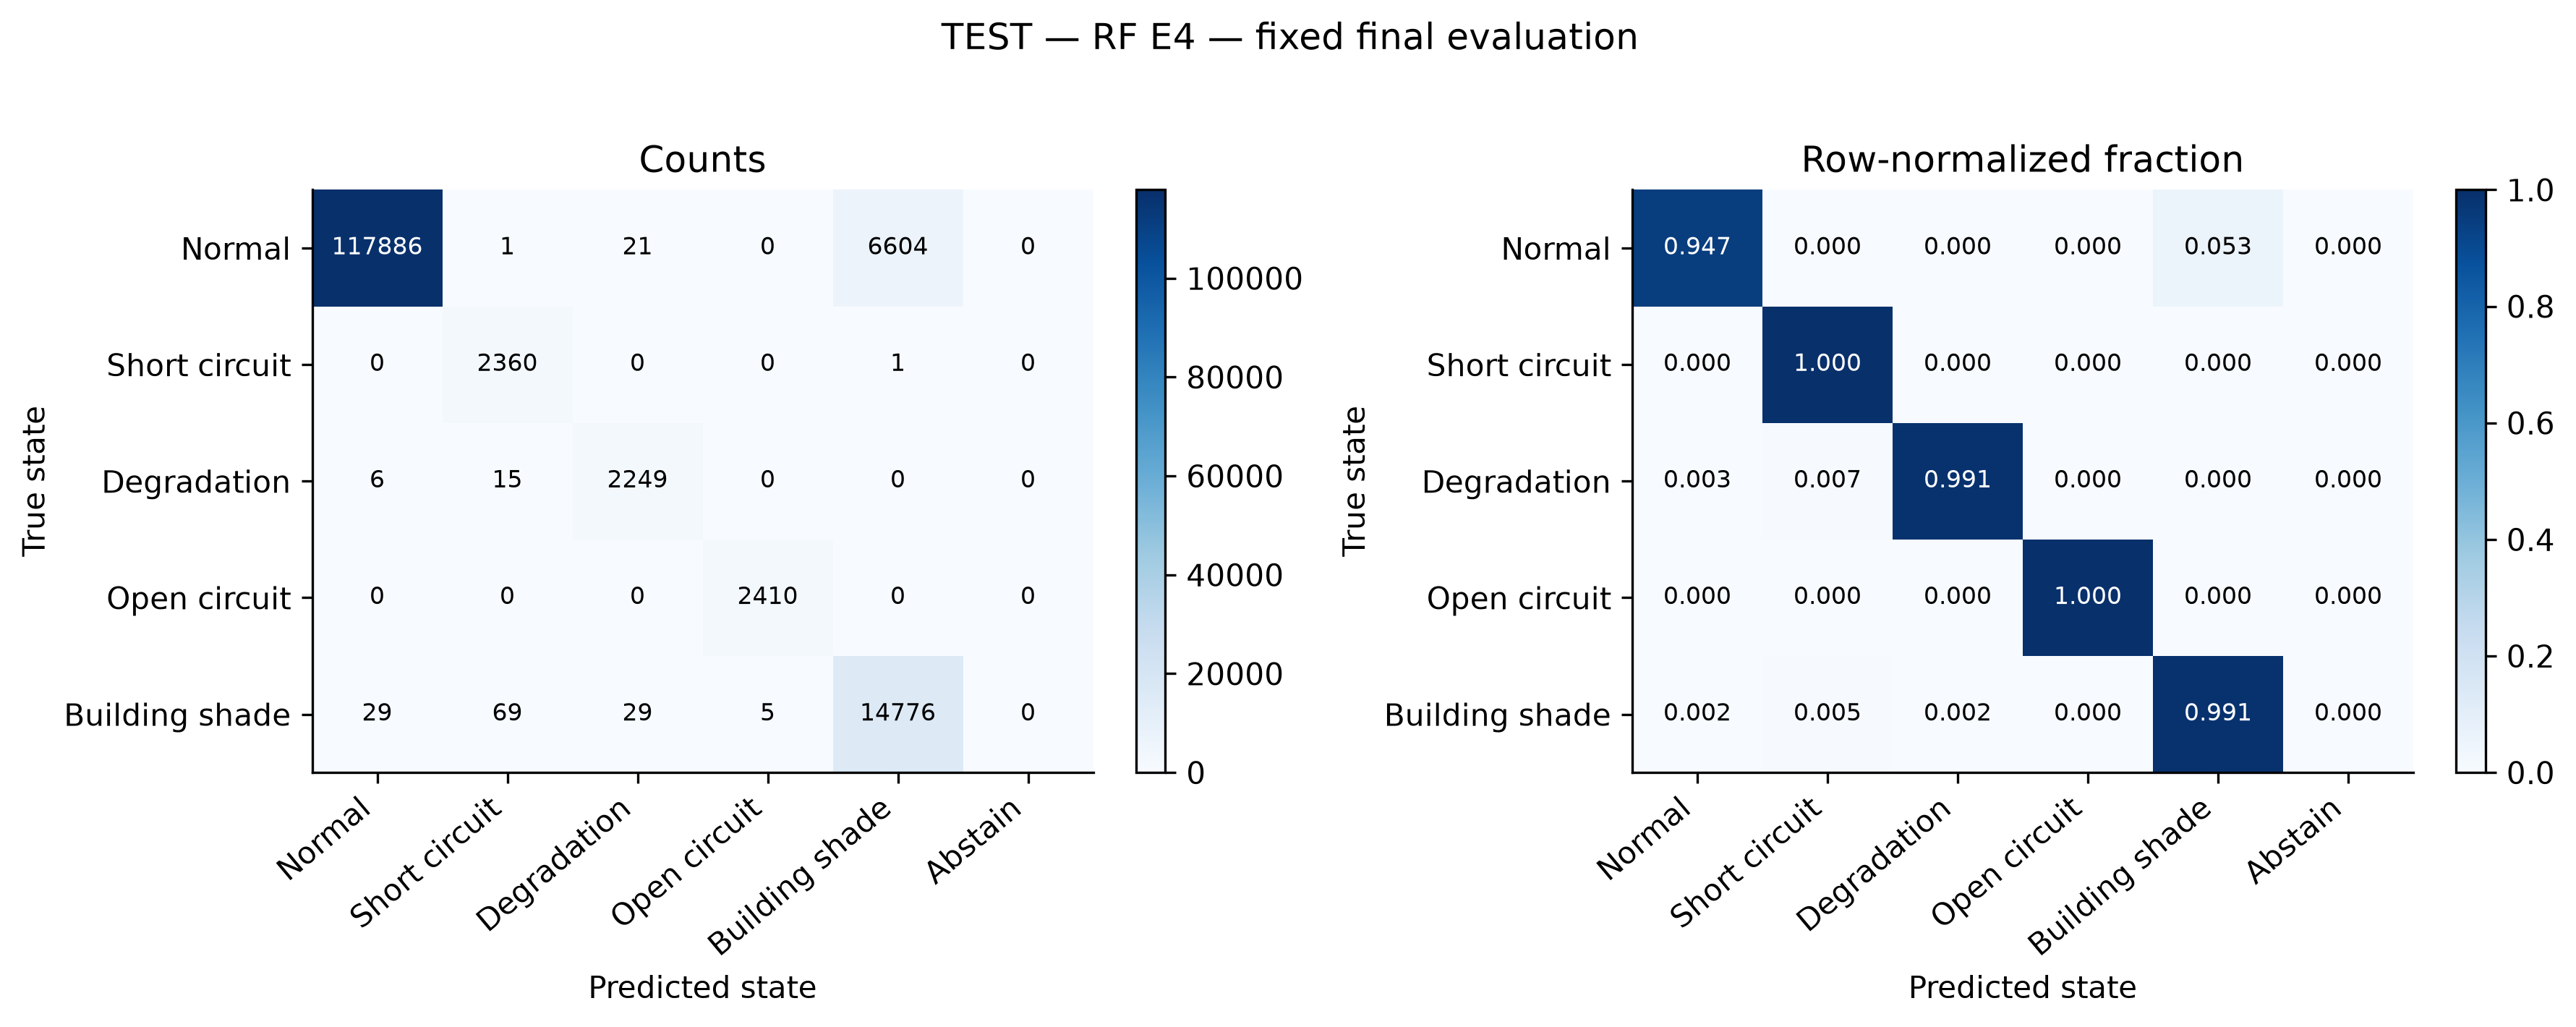 TEST — RF E4 — fixed final evaluation
Counts
True state
Normal 117886 1 21 0 6604 0
Short circuit 0 2360 0 0 1 0
Degradation 6 15 2249 0 0 0
Open circuit 0 0 0 2410 0 0
Building shade 29 69 29 5 14776 0
Normal
Short circuit
Degradation
Open circuit
Building shade
Abstain
Predicted state
100000
80000
60000
40000
20000
0
Row-normalized fraction
True state
Normal 0.947 0.000 0.000 0.000 0.053 0.000
Short circuit 0.000 1.000 0.000 0.000 0.000 0.000
Degradation 0.003 0.007 0.991 0.000 0.000 0.000
Open circuit 0.000 0.000 0.000 1.000 0.000 0.000
Building shade 0.002 0.005 0.002 0.000 0.991 0.000
Normal
Short circuit
Degradation
Open circuit
Building shade
Abstain
Predicted state
1.0
0.8
0.6
0.4
0.2
0.0